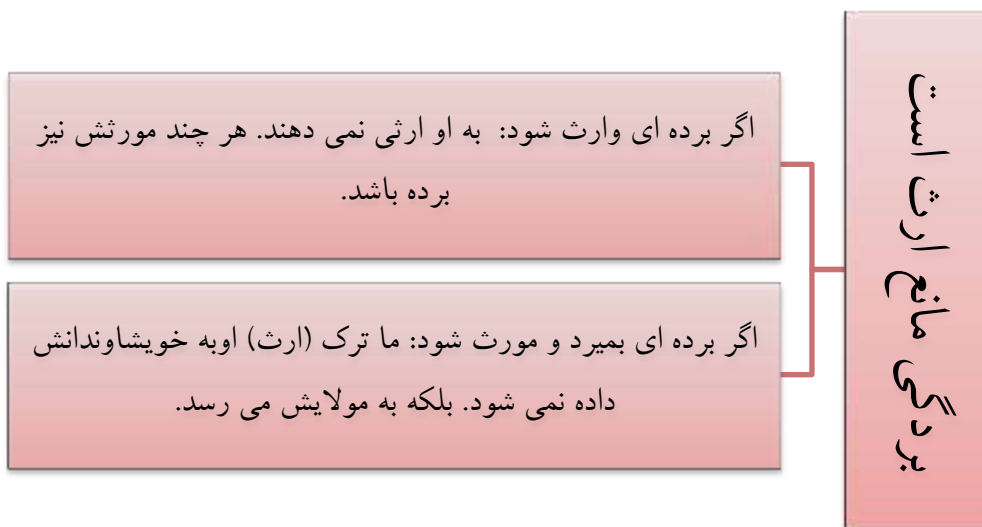 بردگی مانع ارث است
اگر برده ای وارث شود: به او ارثی نمی دهند. هر چند مورثش نیز
برده باشد.
اگر برده ای بمیرد و مورث شود: ما ترک (ارث) اوبه خویشاوندانش
داده نمی شود. بلکه به مولایش می رسد.